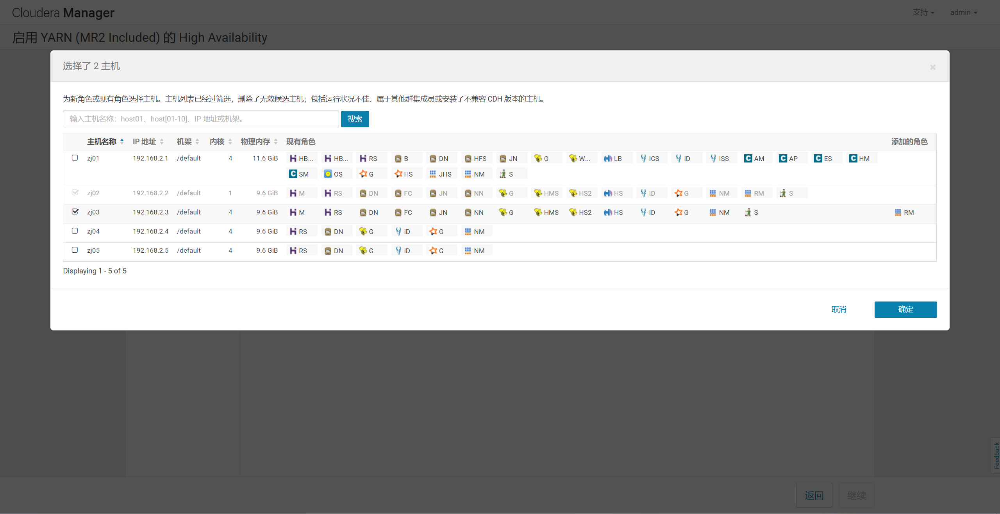 Cloudera Manager
支持 admin
启用 YARN (MR2 Included) 的 High Availability
选择了 2 主机
为新角色或现有角色选择主机。主机列表已经过筛选，删除了无效候选主机；包括运行状况不佳、属于其他群集成员或安装了不兼容 CDH 版本的主机。
输入主机名称：host01、host[01-10]、IP 地址或机架。 搜索
主机名称 IP 地址 机架 内核 物理内存 现有角色 添加的角色
zj01 192.168.2.1 /default 4 11.6 GiB HB... HB... RS B DN HFS JN G W... LB ICS ID ISS AM AP ES HM
SM OS G HS JHS NM S
zj02 192.168.2.2 /default 1 9.6 GiB M RS DN FC JN NN G HMS HS2 HS ID G NM RM S
zj03 192.168.2.3 /default 4 9.6 GiB M RS DN FC JN NN G HMS HS2 HS ID G NM S RM
zj04 192.168.2.4 /default 4 9.6 GiB RS DN G ID G NM
zj05 192.168.2.5 /default 4 9.6 GiB RS DN G ID G NM
Displaying 1 - 5 of 5
取消 确定
Feedback
返回 继续